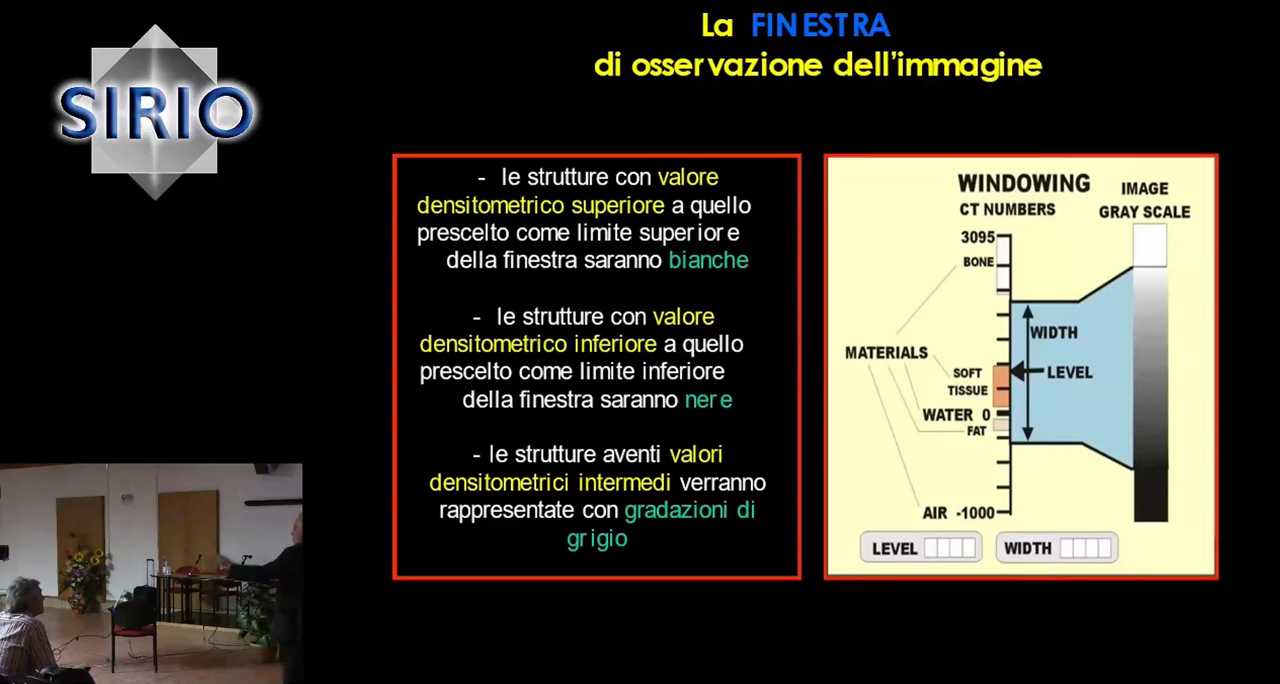 SIRIO
La FINESTRA
di osservazione dell'immagine
- le strutture con valore
densitometrico superiore a quello
prescelto come limite superiore
della finestra saranno bianche
- le strutture con valore
densitometrico inferiore a quello
prescelto come limite inferiore
della finestra saranno nere
- le strutture aventi valori
densitometrici intermedi verranno
rappresentate con gradazioni di
grigio
WINDOWING
CT NUMBERS
IMAGE
GRAY SCALE
3095
BONE
WIDTH
MATERIALS
SOFT
TISSUE
LEVEL
WATER 0
FAT
AIR -1000
LEVEL
WIDTH